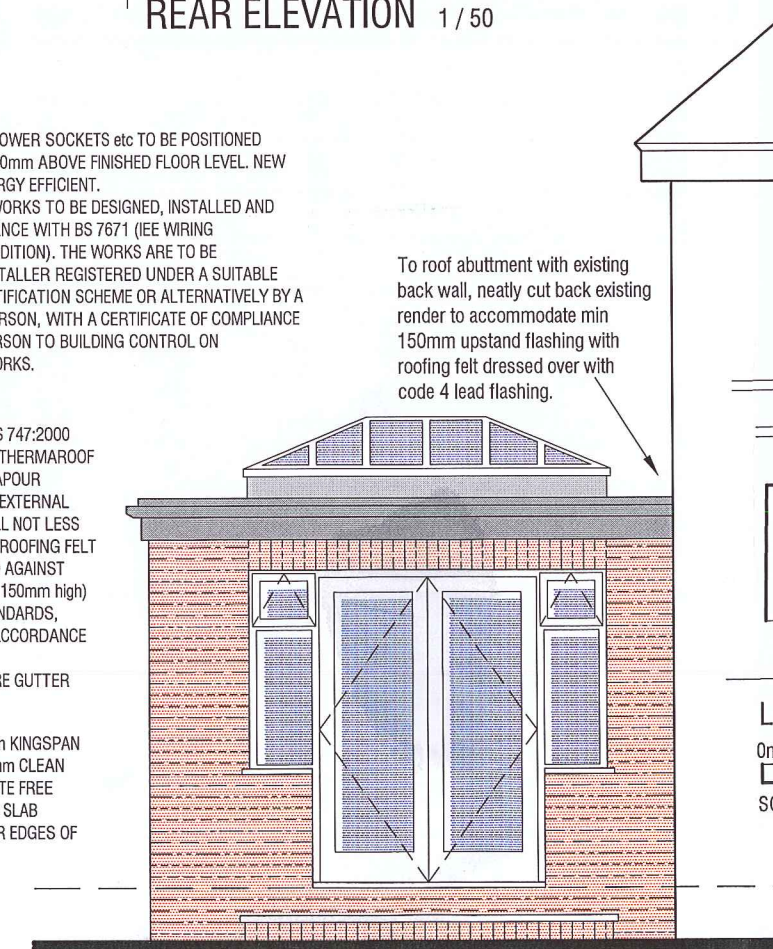 REAR ELEVATION 1 / 50
OWER SOCKETS etc TO BE POSITIONED
0mm ABOVE FINISHED FLOOR LEVEL. NEW
RGY EFFICIENT.
WORKS TO BE DESIGNED, INSTALLED AND
ANCE WITH BS 7671 (IEE WIRING
DITION). THE WORKS ARE TO BE
TALLER REGISTERED UNDER A SUITABLE
TIFICATION SCHEME OR ALTERNATIVELY BY A
ERSON, WITH A CERTIFICATE OF COMPLIANCE
RSON TO BUILDING CONTROL ON
ORKS.
To roof abuttment with existing
back wall, neatly cut back existing
render to accommodate min
150mm upstand flashing with
roofing felt dressed over with
code 4 lead flashing.
S 747:2000
THERMAROOF
APOUR
EXTERNAL
LL NOT LESS
ROOFING FELT
AGAINST
150mm high)
NDARDS,
ACCORDANCE
RE GUTTER
m KINGSPAN
mm CLEAN
TE FREE
SLAB
R EDGES OF
L
On
SC